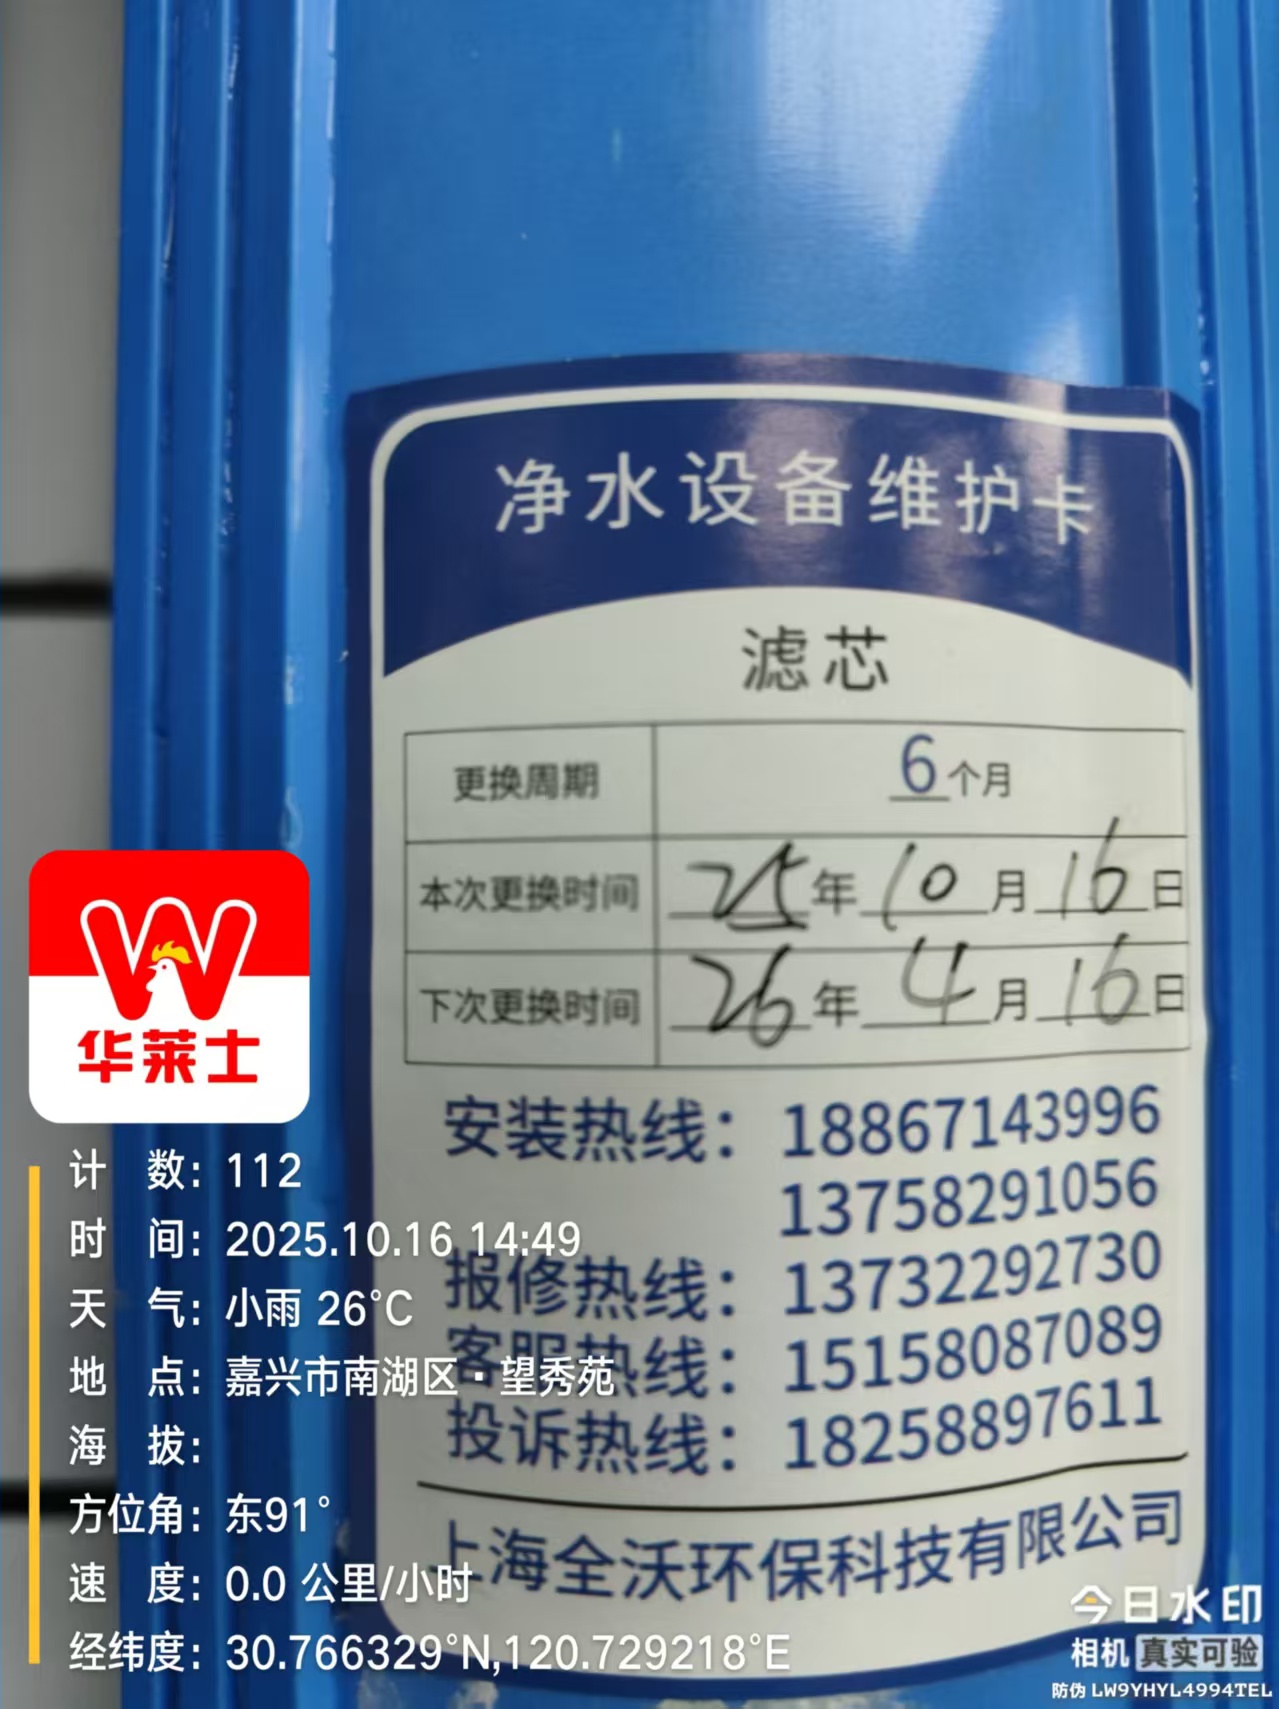 净水设备维护卡
滤芯
更换周期 6个月
本次更换时间 25年10月16日
下次更换时间 26年4月16日
安装热线：18867143996
13758291056
报修热线：13732292730
客服热线：15158087089
投诉热线：18258897611
上海全沃环保科技有限公司
华莱士
计 数：112
时 间：2025.10.16 14:49
天 气：小雨 26°C
地 点：嘉兴市南湖区·望秀苑
海 拔：
方位角：东91°
速 度：0.0 公里/小时
经纬度：30.766329°N,120.729218°E
今日水印
相机 真实可验
防伪 LW9YHYL4994TEL